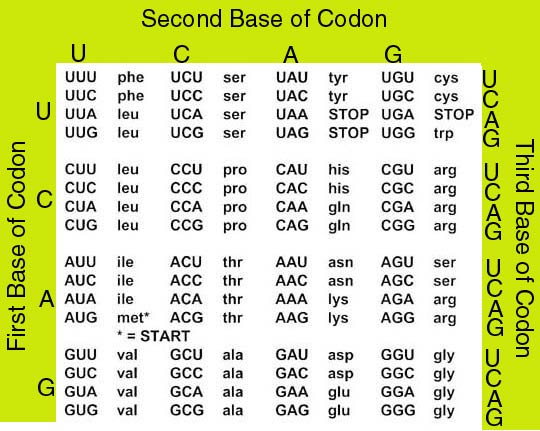 Second Base of Codon
U C A G
First Base of Codon
Third Base of Codon
U
UUU phe UCU ser UAU tyr UGU cys U
UUC phe UCC ser UAC tyr UGC cys C
UUA leu UCA ser UAA STOP UGA STOP A
UUG leu UCG ser UAG STOP UGG trp G
C
CUU leu CCU pro CAU his CGU arg U
CUC leu CCC pro CAC his CGC arg C
CUA leu CCA pro CAA gln CGA arg A
CUG leu CCG pro CAG gln CGG arg G
A
AUU ile ACU thr AAU asn AGU ser U
AUC ile ACC thr AAC asn AGC ser C
AUA ile ACA thr AAA lys AGA arg A
AUG met* ACG thr AAG lys AGG arg G
* = START
G
GUU val GCU ala GAU asp GGU gly U
GUC val GCC ala GAC asp GGC gly C
GUA val GCA ala GAA glu GGA gly A
GUG val GCG ala GAG glu GGG gly G